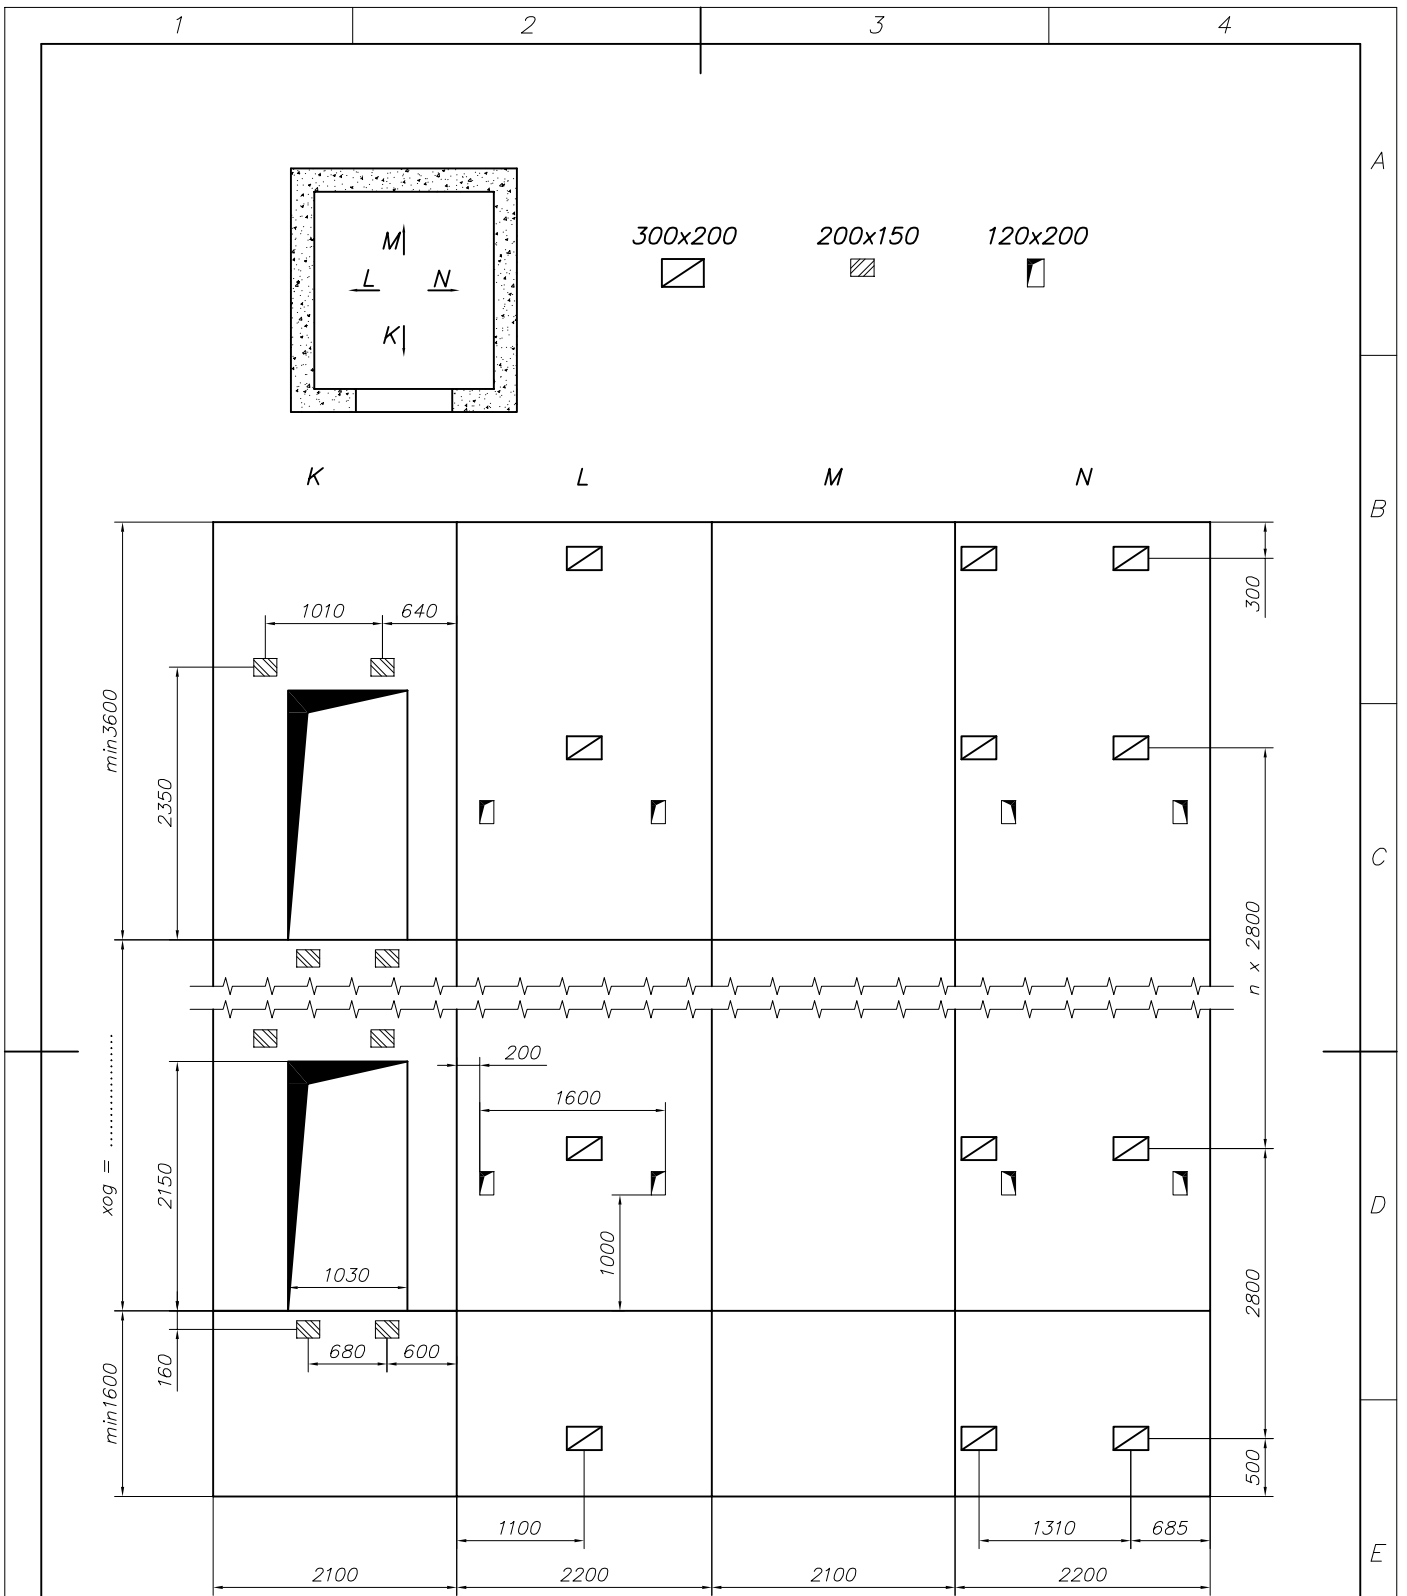 1 2 3 4
A
300x200 200x150 120x200
M
L N
K
K L M N
B
300
1010 640
min3600
2350
C
n x 2800
200
1600
xog = ..................
2150
1000
D
1030
2800
680 600
160
min1600
500
1100 1310 685
E
2100 2200 2100 2200